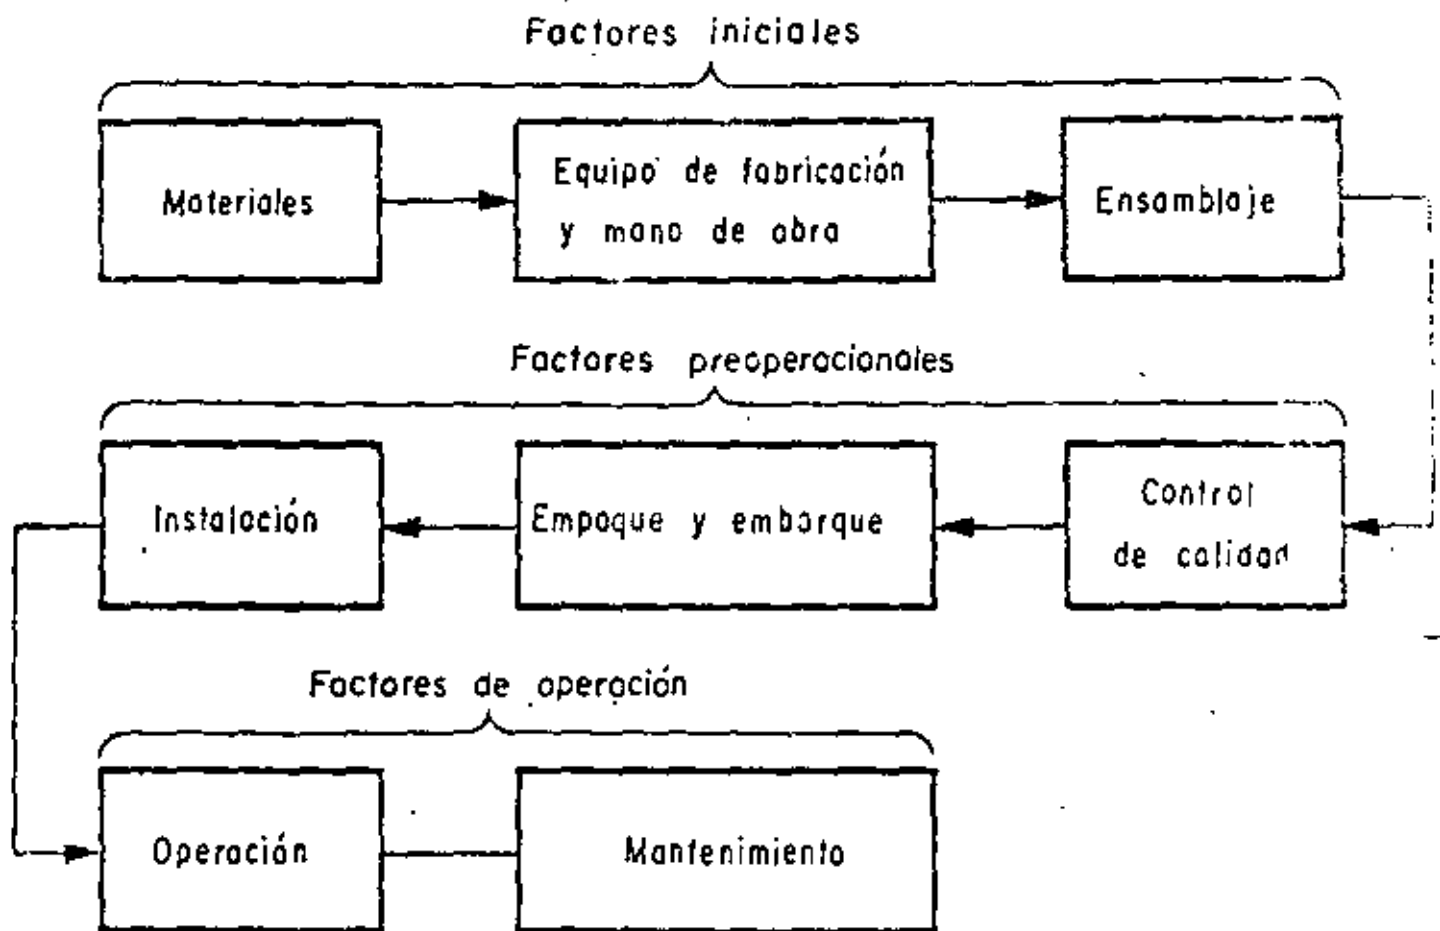 Factores iniciales
Materiales
Equipo de fabricación
y mano de obra
Ensamblaje
Factores preoperacionales
Instalación
Empaque y embarque
Control
de calidad
Factores de operación
Operación
Mantenimiento